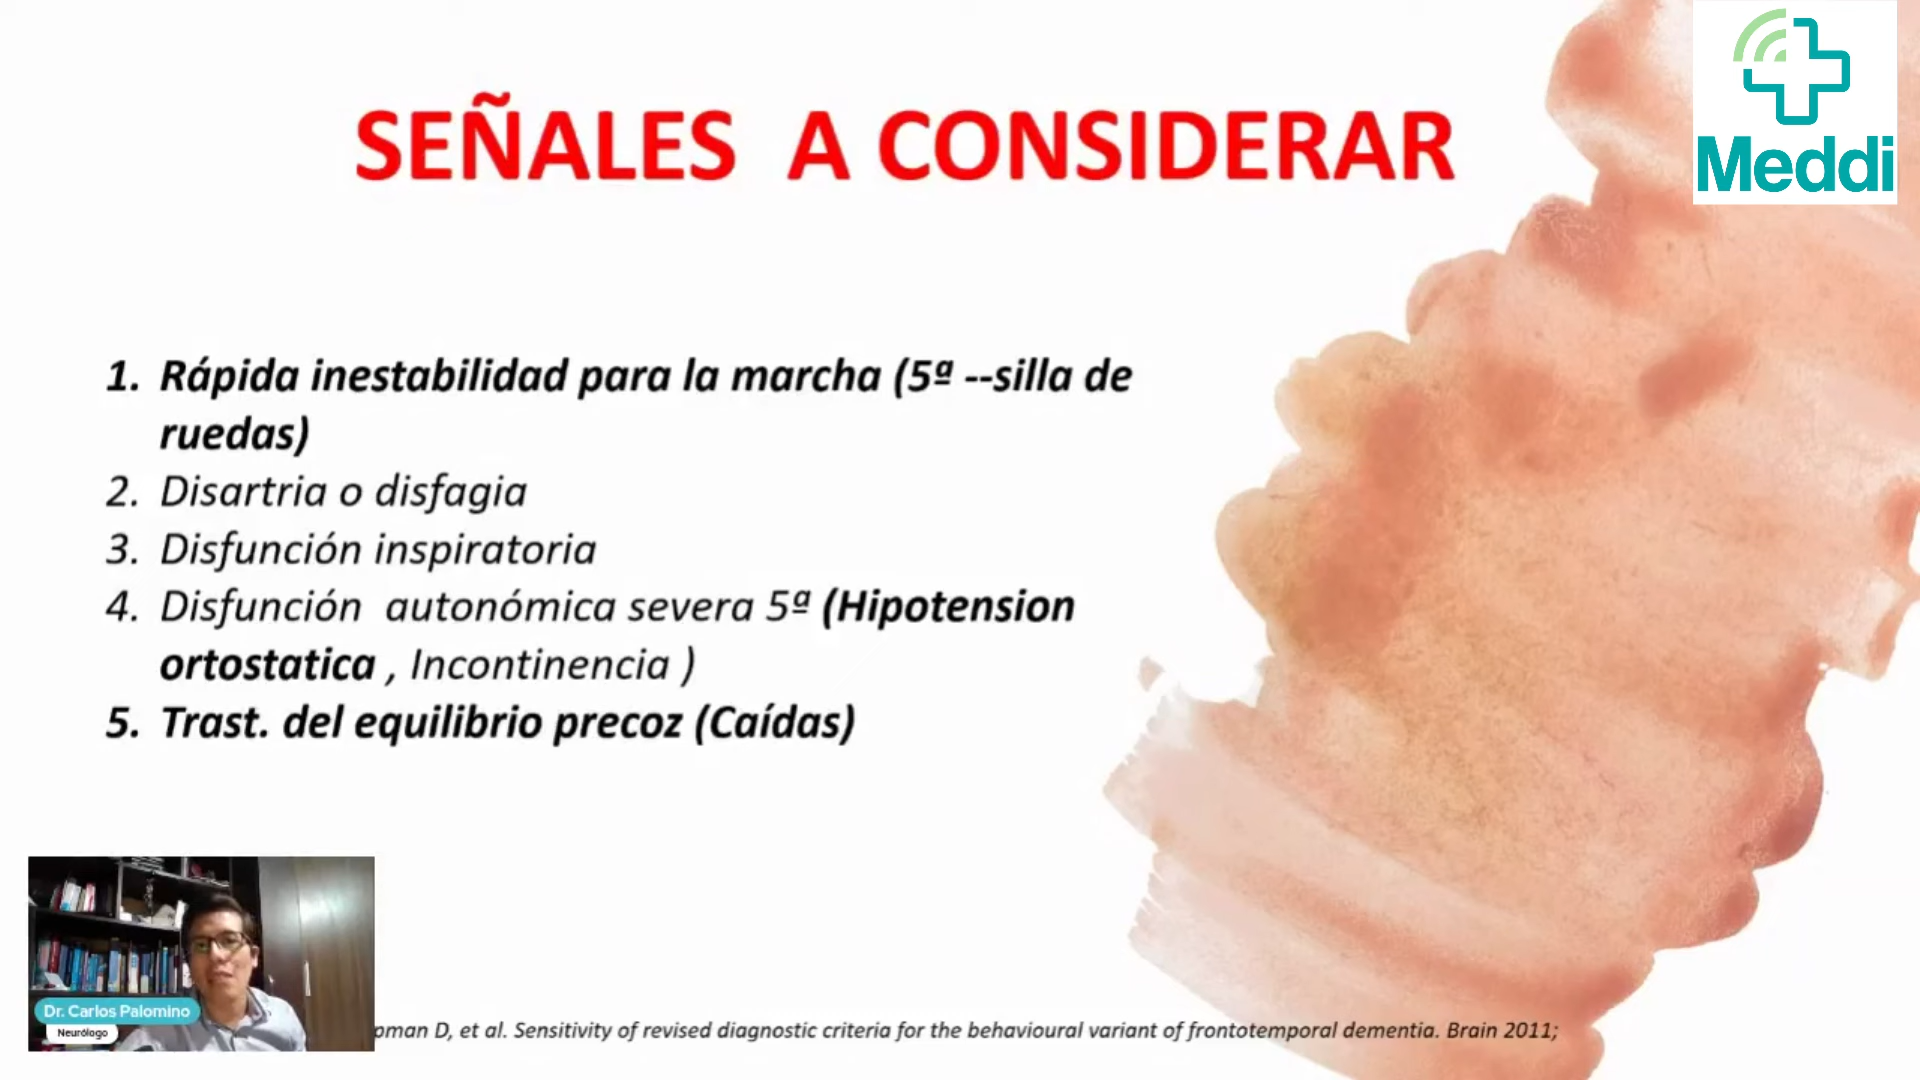 SEÑALES A CONSIDERAR
Meddi
1. Rápida inestabilidad para la marcha (5ª --silla de
ruedas)
2. Disartria o disfagia
3. Disfunción inspiratoria
4. Disfunción autonómica severa 5ª (Hipotension
ortostatica , Incontinencia )
5. Trast. del equilibrio precoz (Caídas)
Dr. Carlos Palomino
Neurólogo
D, et al. Sensitivity of revised diagnostic criteria for the behavioural variant of frontotemporal dementia. Brain 2011;